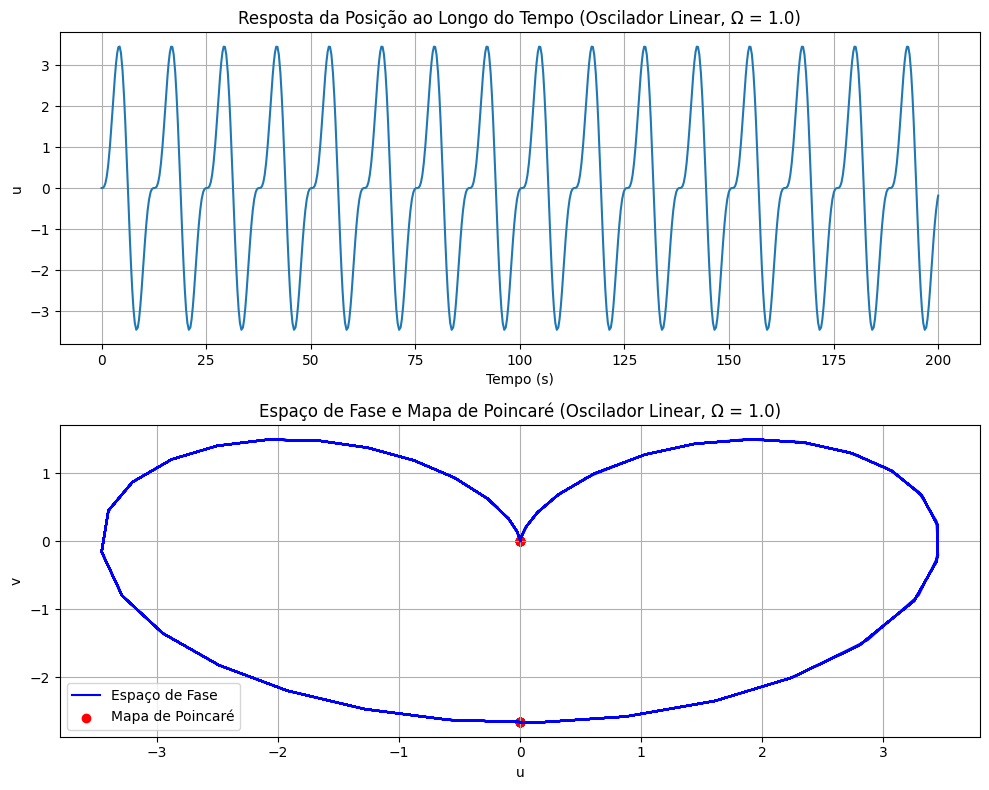 Resposta da Posição ao Longo do Tempo (Oscilador Linear, Ω = 1.0)
3
2
1
0
−1
−2
−3
u
0 25 50 75 100 125 150 175 200
Tempo (s)
Espaço de Fase e Mapa de Poincaré (Oscilador Linear, Ω = 1.0)
1
0
−1
−2
v
Espaço de Fase
Mapa de Poincaré
−3 −2 −1 0 1 2 3
u